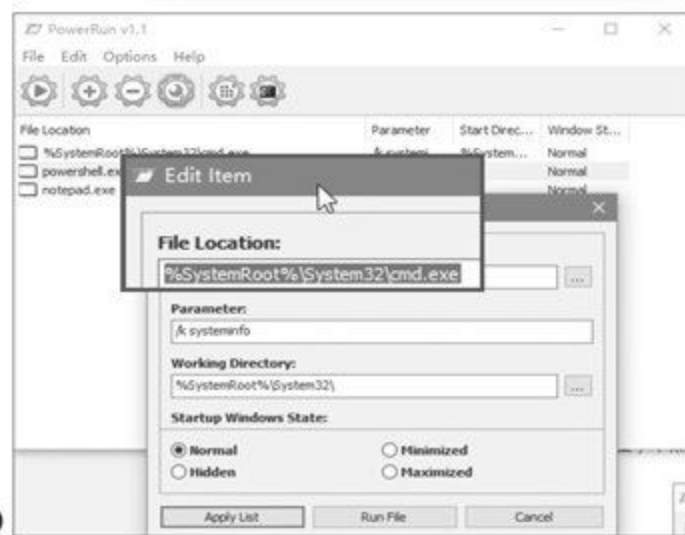 PowerRun v1.1
File Edit Options Help
File Location Parameter Start Direc... Window St...
%SystemRoot%\System32\cmd.exe /k systemi... %System... Normal
powershell.ex Normal
notepad.exe Normal
Edit Item
File Location:
%SystemRoot%\System32\cmd.exe
...
Parameter:
/k systeminfo
Working Directory:
%SystemRoot%\System32\
...
Startup Windows State:
Normal Minimized
Hidden Maximized
Apply List Run File Cancel